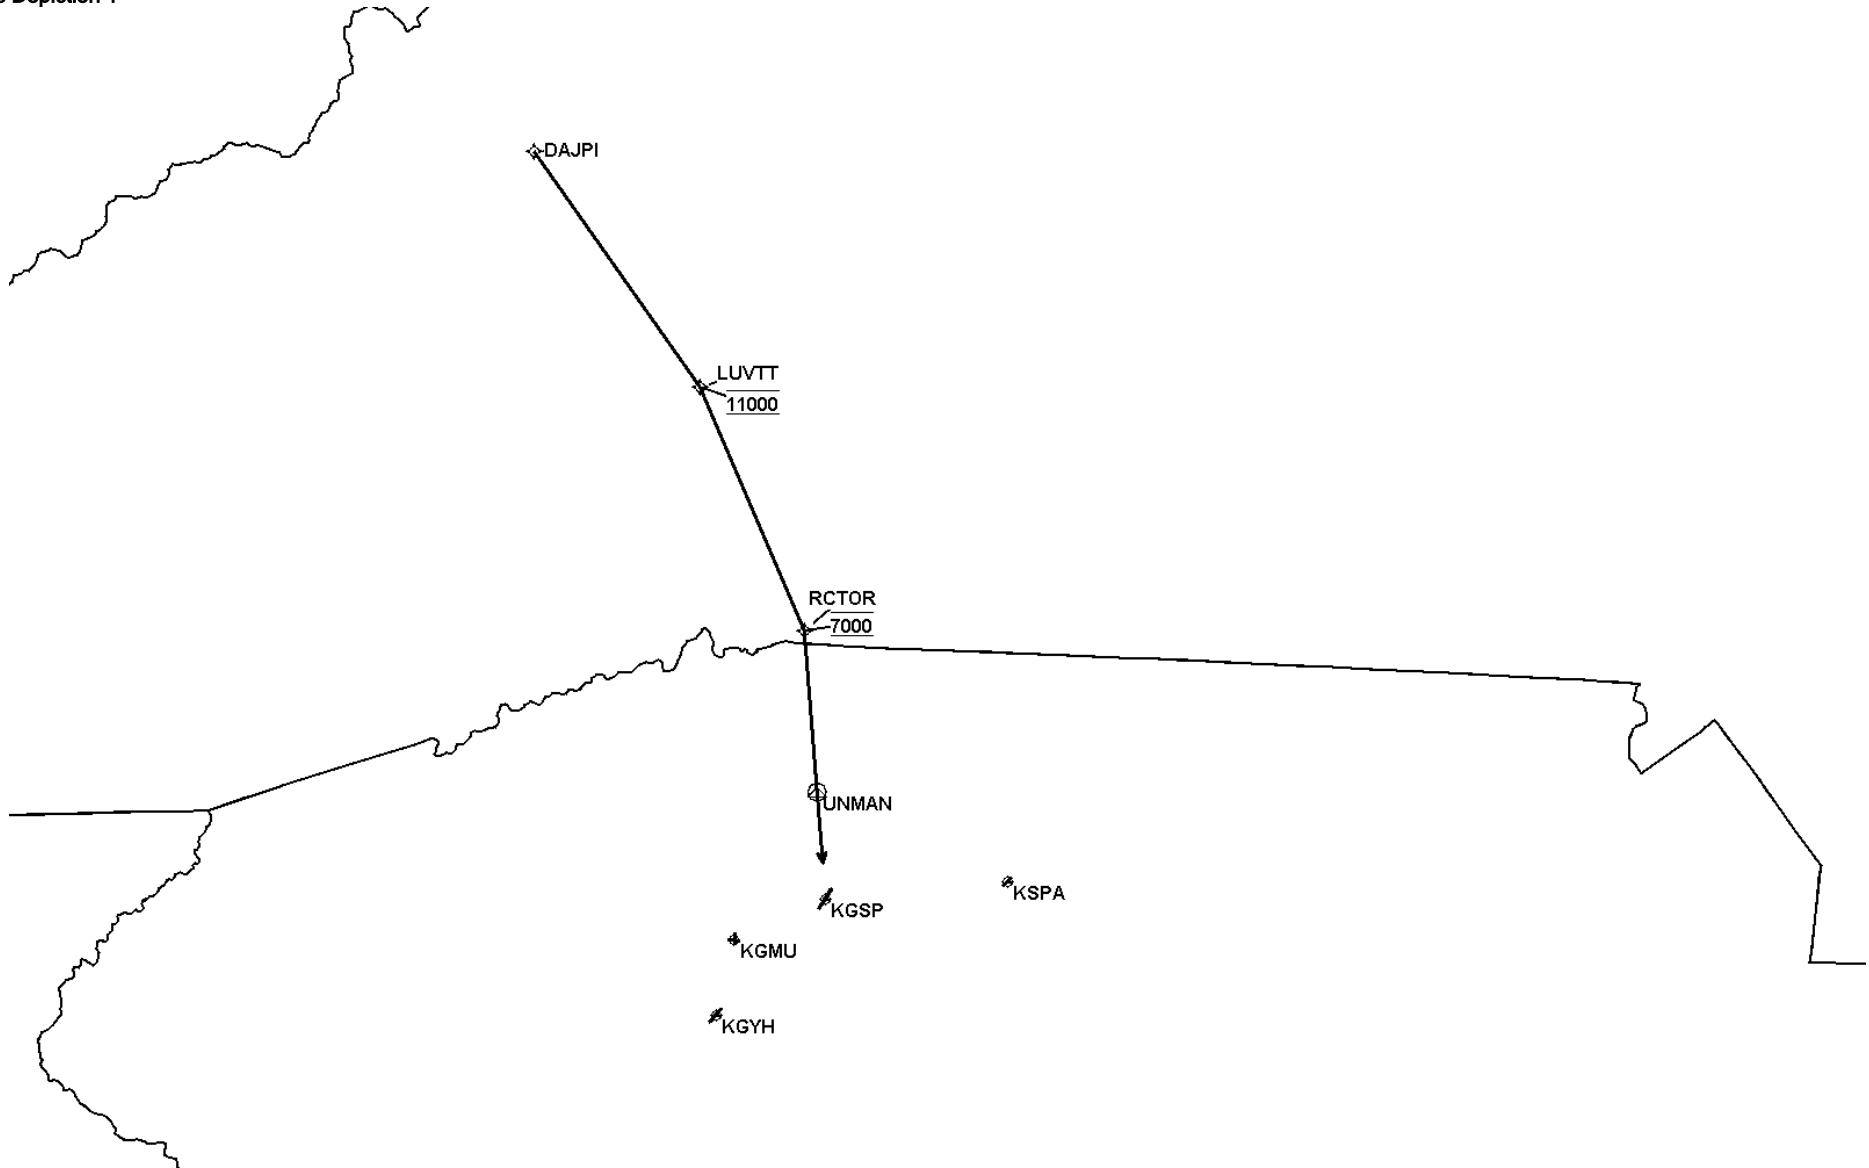 DAJPI
LUVTT
11000
RCTOR
7000
UNMAN
KSPA
KGSP
KGMU
KGYH